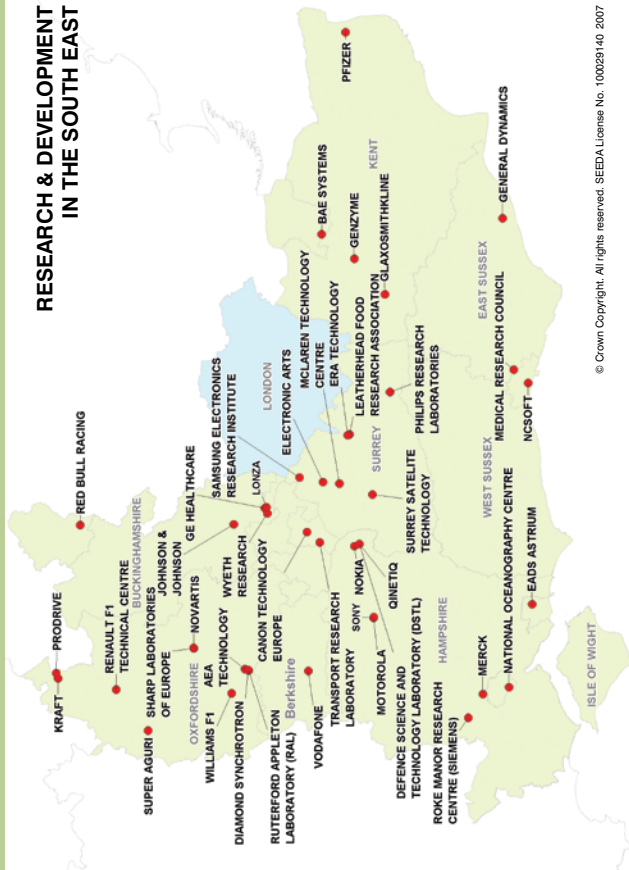 RESEARCH & DEVELOPMENT
IN THE SOUTH EAST
KRAFT
PRODRIVE
RED BULL RACING
RENAULT F1
TECHNICAL CENTRE
BUCKINGHAMSHIRE
SUPER AGURI
SHARP LABORATORIES
OF EUROPE
JOHNSON &
JOHNSON
GE HEALTHCARE
SAMSUNG ELECTRONICS
RESEARCH INSTITUTE
OXFORDSHIRE
NOVARTIS
WILLIAMS F1
AEA
TECHNOLOGY
WYETH
RESEARCH
LONZA
LONDON
DIAMOND SYNCHROTRON
CANON TECHNOLOGY
EUROPE
ELECTRONIC ARTS
RUTERFORD APPLETON
LABORATORY (RAL)
Berkshire
MCLAREN TECHNOLOGY
CENTRE
ERA TECHNOLOGY
BAE SYSTEMS
PFIZER
VODAFONE
TRANSPORT RESEARCH
LABORATORY
SONY
NOKIA
QINETIQ
LEATHERHEAD FOOD
RESEARCH ASSOCIATION
GENZYME
KENT
GLAXOSMITHKLINE
MOTOROLA
SURREY
DEFENCE SCIENCE AND
TECHNOLOGY LABORATORY (DSTL)
SURREY SATELITE
TECHNOLOGY
PHILIPS RESEARCH
LABORATORIES
ROKE MANOR RESEARCH
CENTRE (SIEMENS)
HAMPSHIRE
MERCK
WEST SUSSEX
EAST SUSSEX
MEDICAL RESEARCH COUNCIL
GENERAL DYNAMICS
NATIONAL OCEANOGRAPHY CENTRE
NCSOFT
EADS ASTRIUM
ISLE OF WIGHT
© Crown Copyright. All rights reserved. SEEDA License No. 100029140 2007